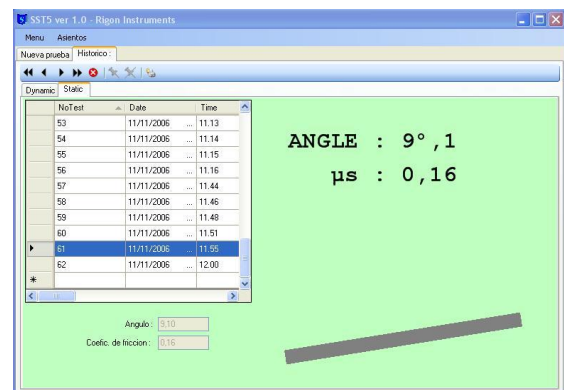 SST5 ver 1.0 - Rigon Instruments
Menu Asientos
Nueva prueba Historico :
Dynamic Static
NoTest Date Time
53 11/11/2006 ... 11.13
54 11/11/2006 ... 11.14
55 11/11/2006 ... 11.15
56 11/11/2006 ... 11.16
57 11/11/2006 ... 11.44
58 11/11/2006 ... 11.46
59 11/11/2006 ... 11.48
60 11/11/2006 ... 11.51
61 11/11/2006 ... 11.55
62 11/11/2006 ... 12.00
ANGLE : 9°,1
µs : 0,16
Angulo : 9,10
Coefic. de friccion : 0,16